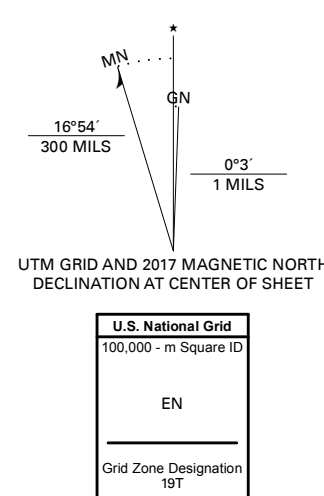 ★
MN
GN
16°54´
300 MILS
0°3´
1 MILS
UTM GRID AND 2017 MAGNETIC NORTH
DECLINATION AT CENTER OF SHEET
U.S. National Grid
100,000 - m Square ID
EN
Grid Zone Designation
19T